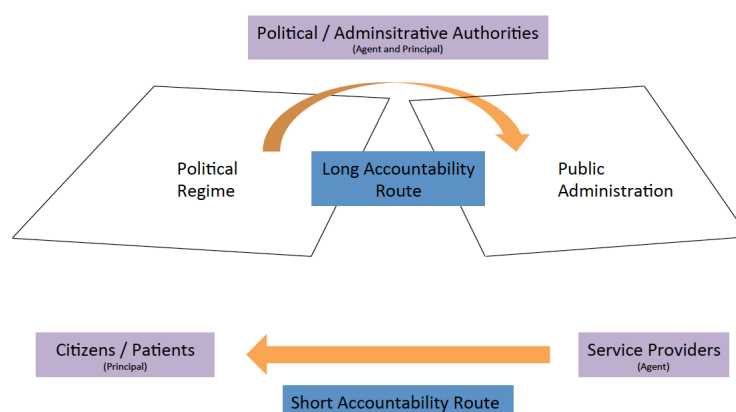 Political / Adminsitrative Authorities
(Agent and Principal)
Political
Regime
Long Accountability
Route
Public
Administration
Citizens / Patients
(Principal)
Service Providers
(Agent)
Short Accountability Route